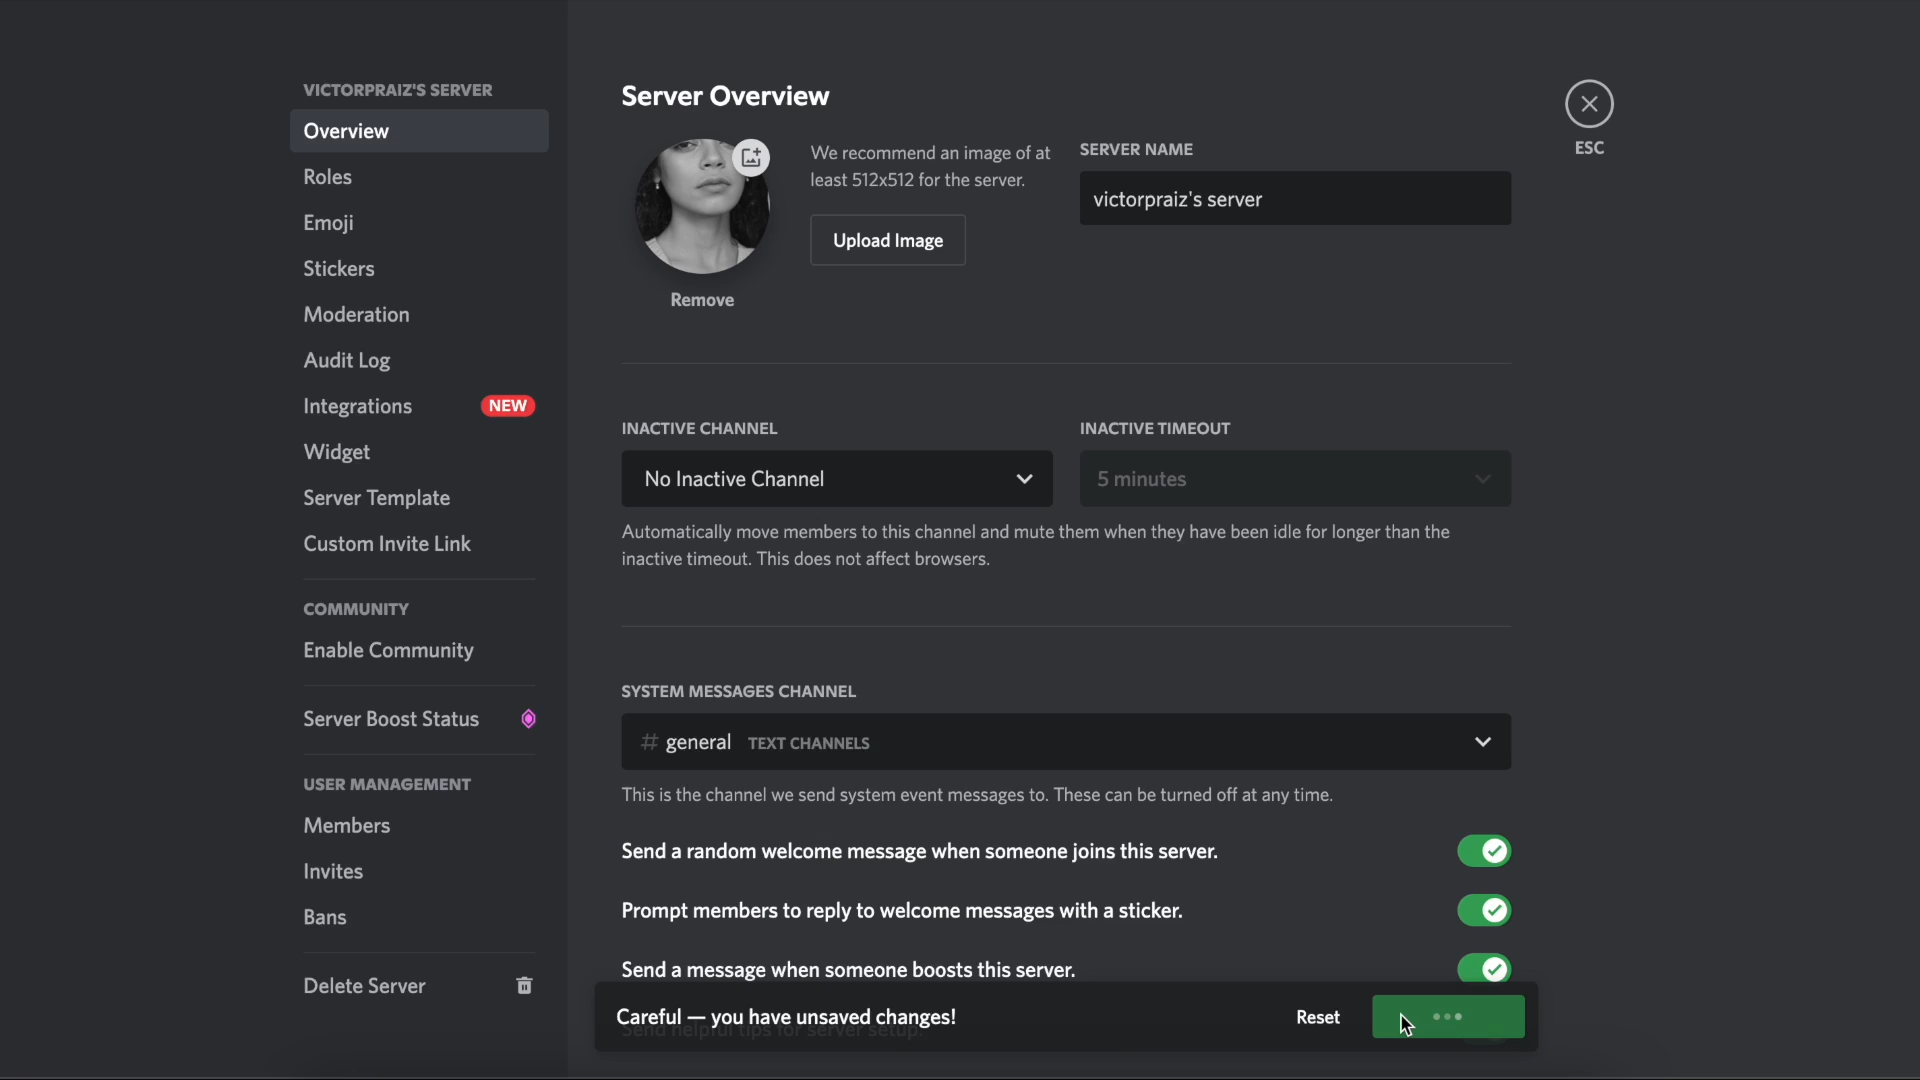 VICTORPRAIZ'S SERVER
Overview
Roles
Emoji
Stickers
Moderation
Audit Log
Integrations NEW
Widget
Server Template
Custom Invite Link
COMMUNITY
Enable Community
Server Boost Status
USER MANAGEMENT
Members
Invites
Bans
Delete Server
Server Overview
We recommend an image of at
least 512x512 for the server.
Upload Image
Remove
SERVER NAME
victorpraiz's server
ESC
INACTIVE CHANNEL
No Inactive Channel
INACTIVE TIMEOUT
5 minutes
Automatically move members to this channel and mute them when they have been idle for longer than the
inactive timeout. This does not affect browsers.
SYSTEM MESSAGES CHANNEL
# general TEXT CHANNELS
This is the channel we send system event messages to. These can be turned off at any time.
Send a random welcome message when someone joins this server.
Prompt members to reply to welcome messages with a sticker.
Send a message when someone boosts this server.
Careful — you have unsaved changes!
Send helpful tips for server setup.
Reset